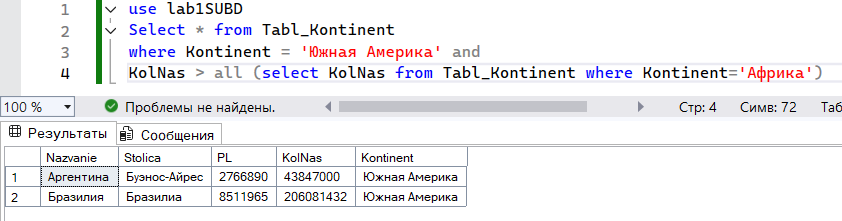 1 use lab1SUBD
2 Select * from Tabl_Kontinent
3 where Kontinent = 'Южная Америка' and
4 KolNas > all (select KolNas from Tabl_Kontinent where Kontinent='Африка')
100 % Проблемы не найдены. Стр: 4 Симв: 72 Таб
Результаты Сообщения
Nazvanie Stolica PL KolNas Kontinent
1 Аргентина Буэнос-Айрес 2766890 43847000 Южная Америка
2 Бразилия Бразилиа 8511965 206081432 Южная Америка